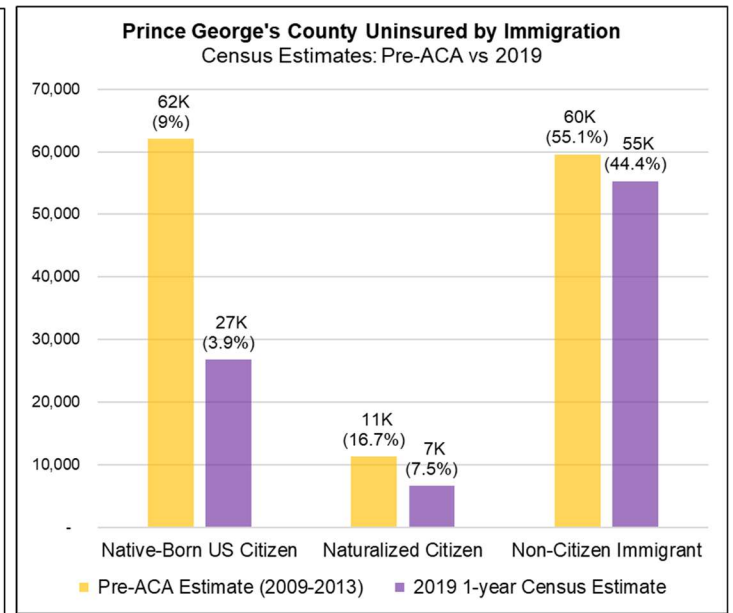 Prince George's County Uninsured by Immigration
Census Estimates: Pre-ACA vs 2019
70,000
60,000
50,000
40,000
30,000
20,000
10,000
-
62K
(9%)
27K
(3.9%)
11K
(16.7%)
7K
(7.5%)
60K
(55.1%)
55K
(44.4%)
Native-Born US Citizen
Naturalized Citizen
Non-Citizen Immigrant
Pre-ACA Estimate (2009-2013)
2019 1-year Census Estimate